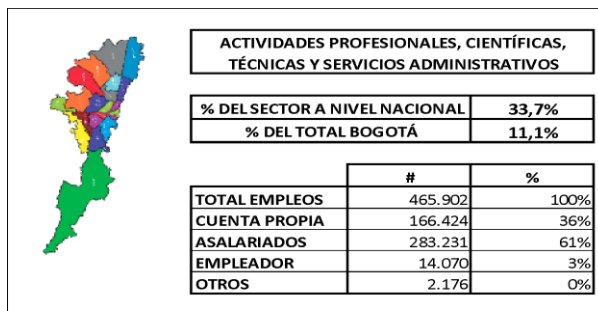 ACTIVIDADES PROFESIONALES, CIENTÍFICAS,
TÉCNICAS Y SERVICIOS ADMINISTRATIVOS
% DEL SECTOR A NIVEL NACIONAL 33,7%
% DEL TOTAL BOGOTÁ 11,1%
# %
TOTAL EMPLEOS 465.902 100%
CUENTA PROPIA 166.424 36%
ASALARIADOS 283.231 61%
EMPLEADOR 14.070 3%
OTROS 2.176 0%